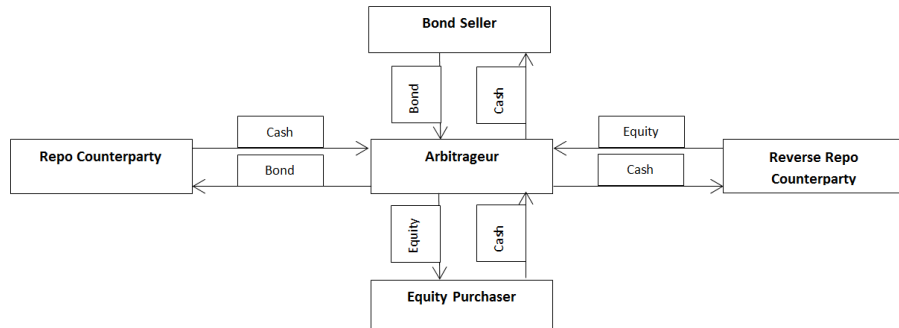 Bond Seller
Bond
Cash
Cash
Equity
Repo Counterparty
Arbitrageur
Reverse Repo
Counterparty
Bond
Cash
Equity
Cash
Equity Purchaser